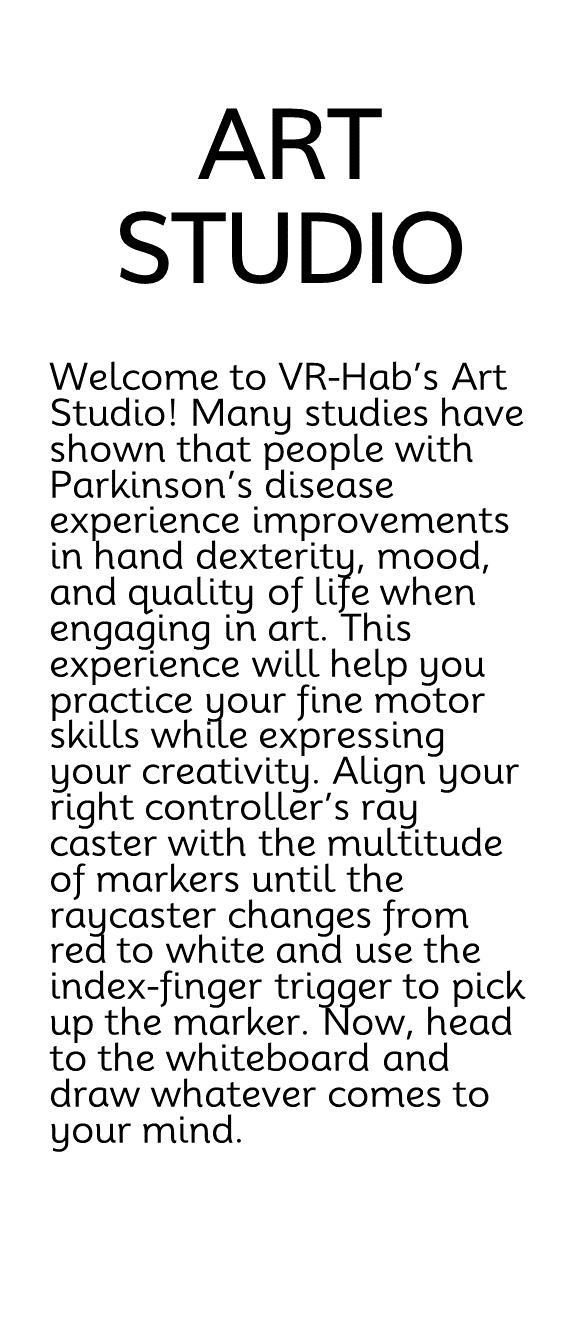 ART
STUDIO
Welcome to VR-Hab’s Art
Studio! Many studies have
shown that people with
Parkinson’s disease
experience improvements
in hand dexterity, mood,
and quality of life when
engaging in art. This
experience will help you
practice your fine motor
skills while expressing
your creativity. Align your
right controller’s ray
caster with the multitude
of markers until the
raycaster changes from
red to white and use the
index-finger trigger to pick
up the marker. Now, head
to the whiteboard and
draw whatever comes to
your mind.